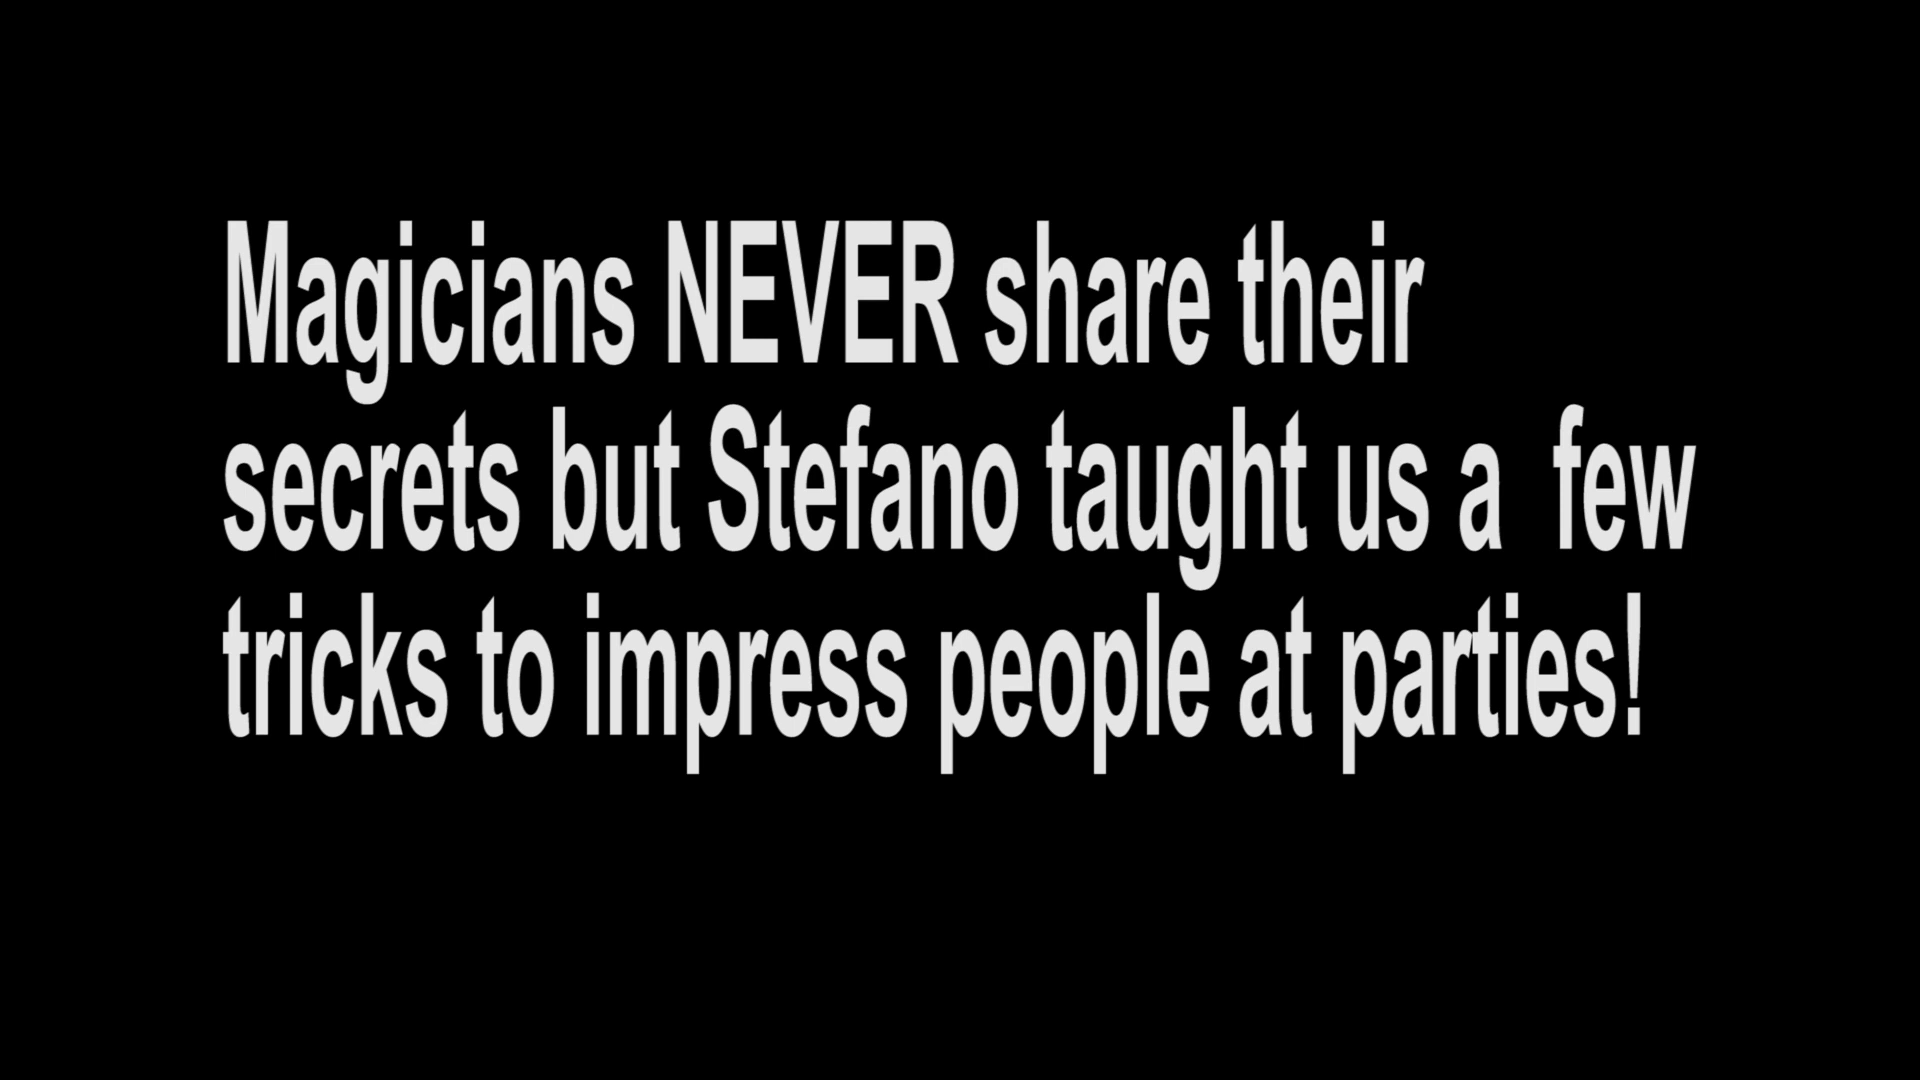 Magicians NEVER share their
secrets but Stefano taught us a  few
tricks to impress people at parties!